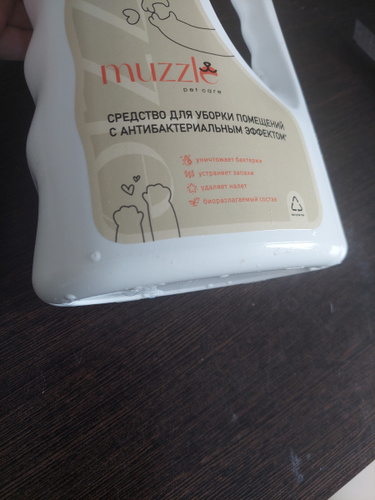 muzzle
pet care
СРЕДСТВО ДЛЯ УБОРКИ ПОМЕЩЕНИЙ
С АНТИБАКТЕРИАЛЬНЫМ ЭФФЕКТОМ*
уничтожает бактерии
устраняет запахи
удаляет налет
биоразлагаемый состав